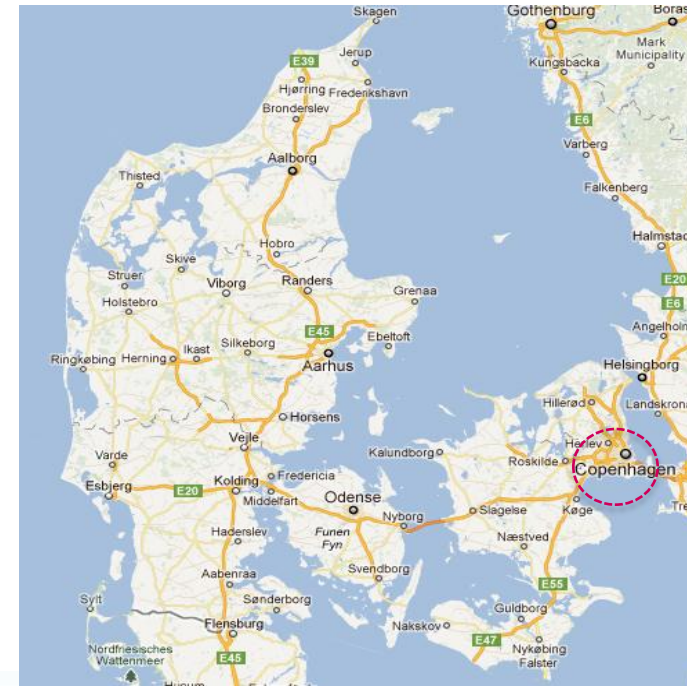 Skagen
Gothenburg
Borås
Mark
Municipality
E39
Jerup
Kungsbacka
Hjørring
Frederikshavn
Bronderslev
E6
Varberg
Aalborg
Thisted
Falkenberg
Hobro
Halmstad
Skive
Struer
Viborg
Randers
E20
Grenaa
E6
Holstebro
Angelholm
E45
Ebeltoft
Silkeborg
Ikast
Ringkøbing
Herning
Aarhus
Helsingborg
Hillerød
Landskrona
Horsens
Vejle
Herlev
Kalundborg
Varde
Roskilde
Copenhagen
Fredericia
Kolding
Esbjerg
E20
Middelfart
Odense
Nyborg
Slagelse
Køge
Tre
Haderslev
Funen
Fyn
Næstved
Svendborg
Aabenraa
E55
Sylt
Sønderborg
Guldborg
Flensburg
Nakskov
E47
Nykøbing
Falster
Nordfriesisches
Wattenmeer
E45
Husum